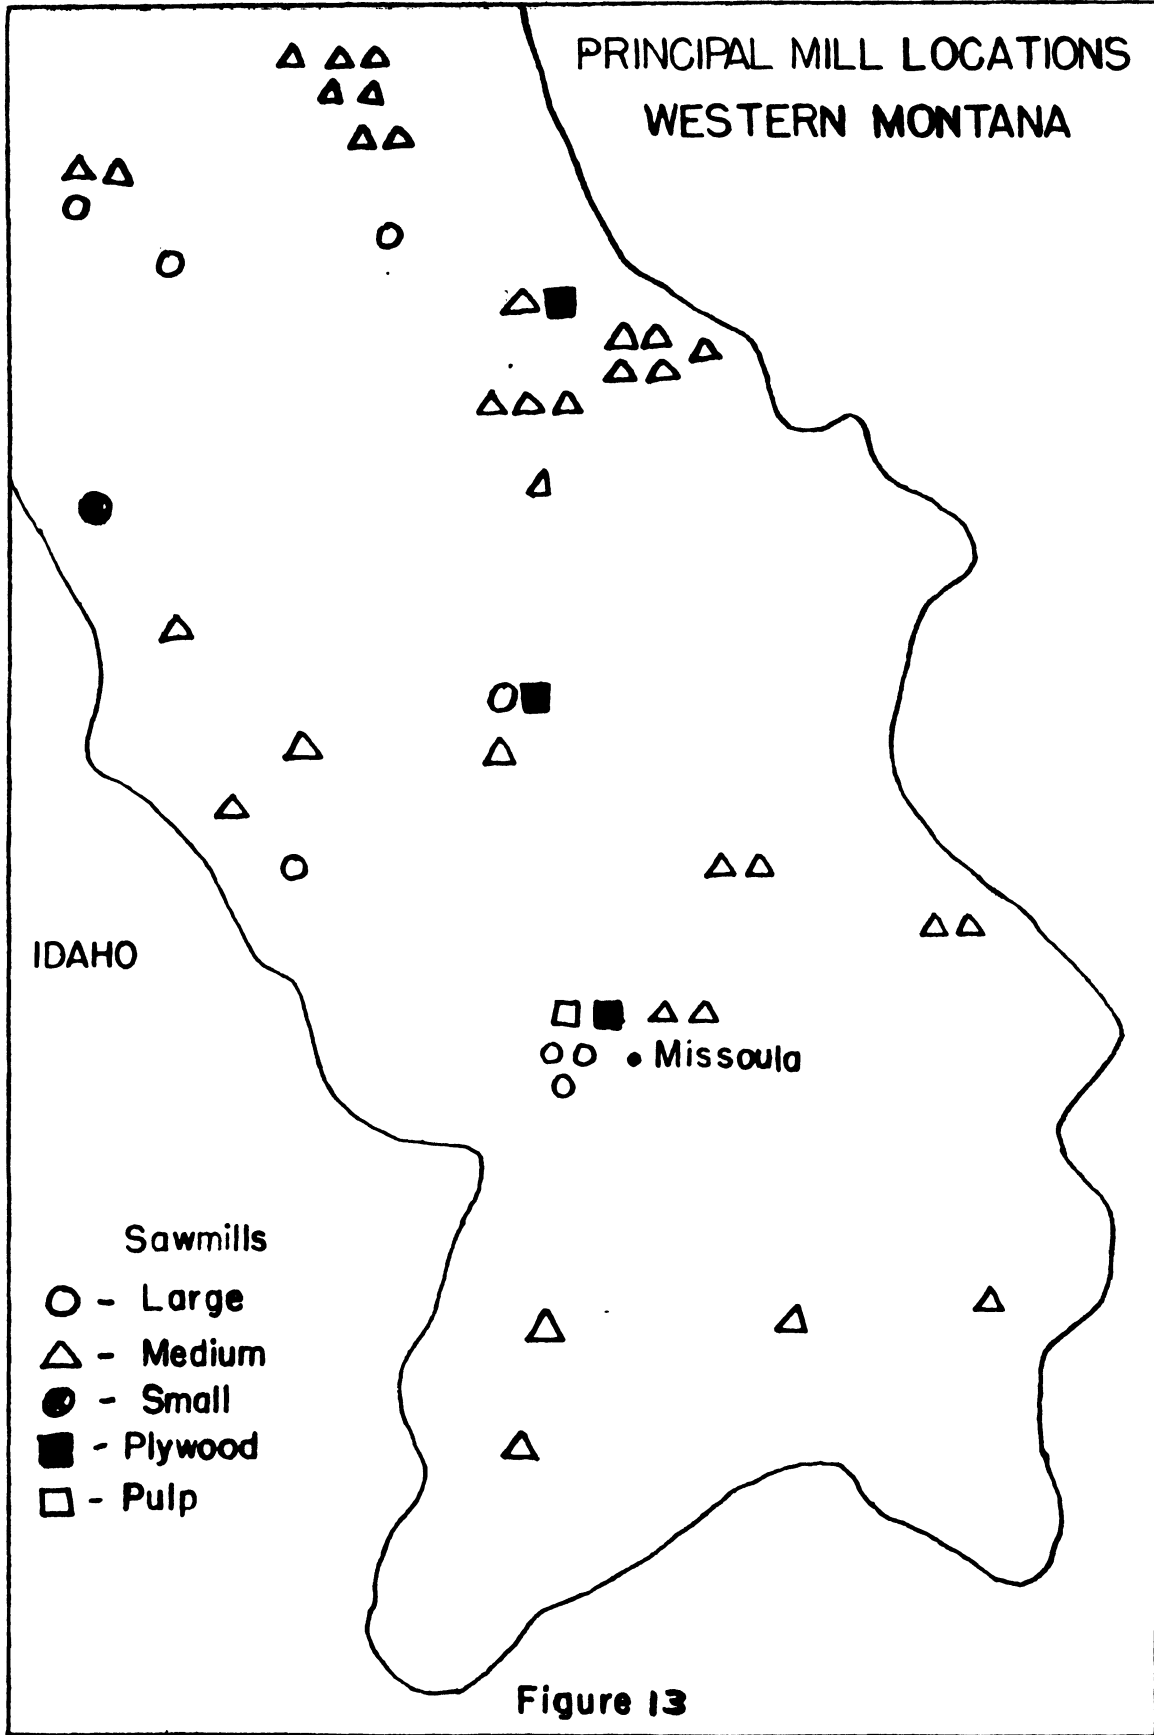 PRINCIPAL MILL LOCATIONS
WESTERN MONTANA
IDAHO
Missoula
Sawmills
- Large
- Medium
- Small
- Plywood
- Pulp
Figure 13